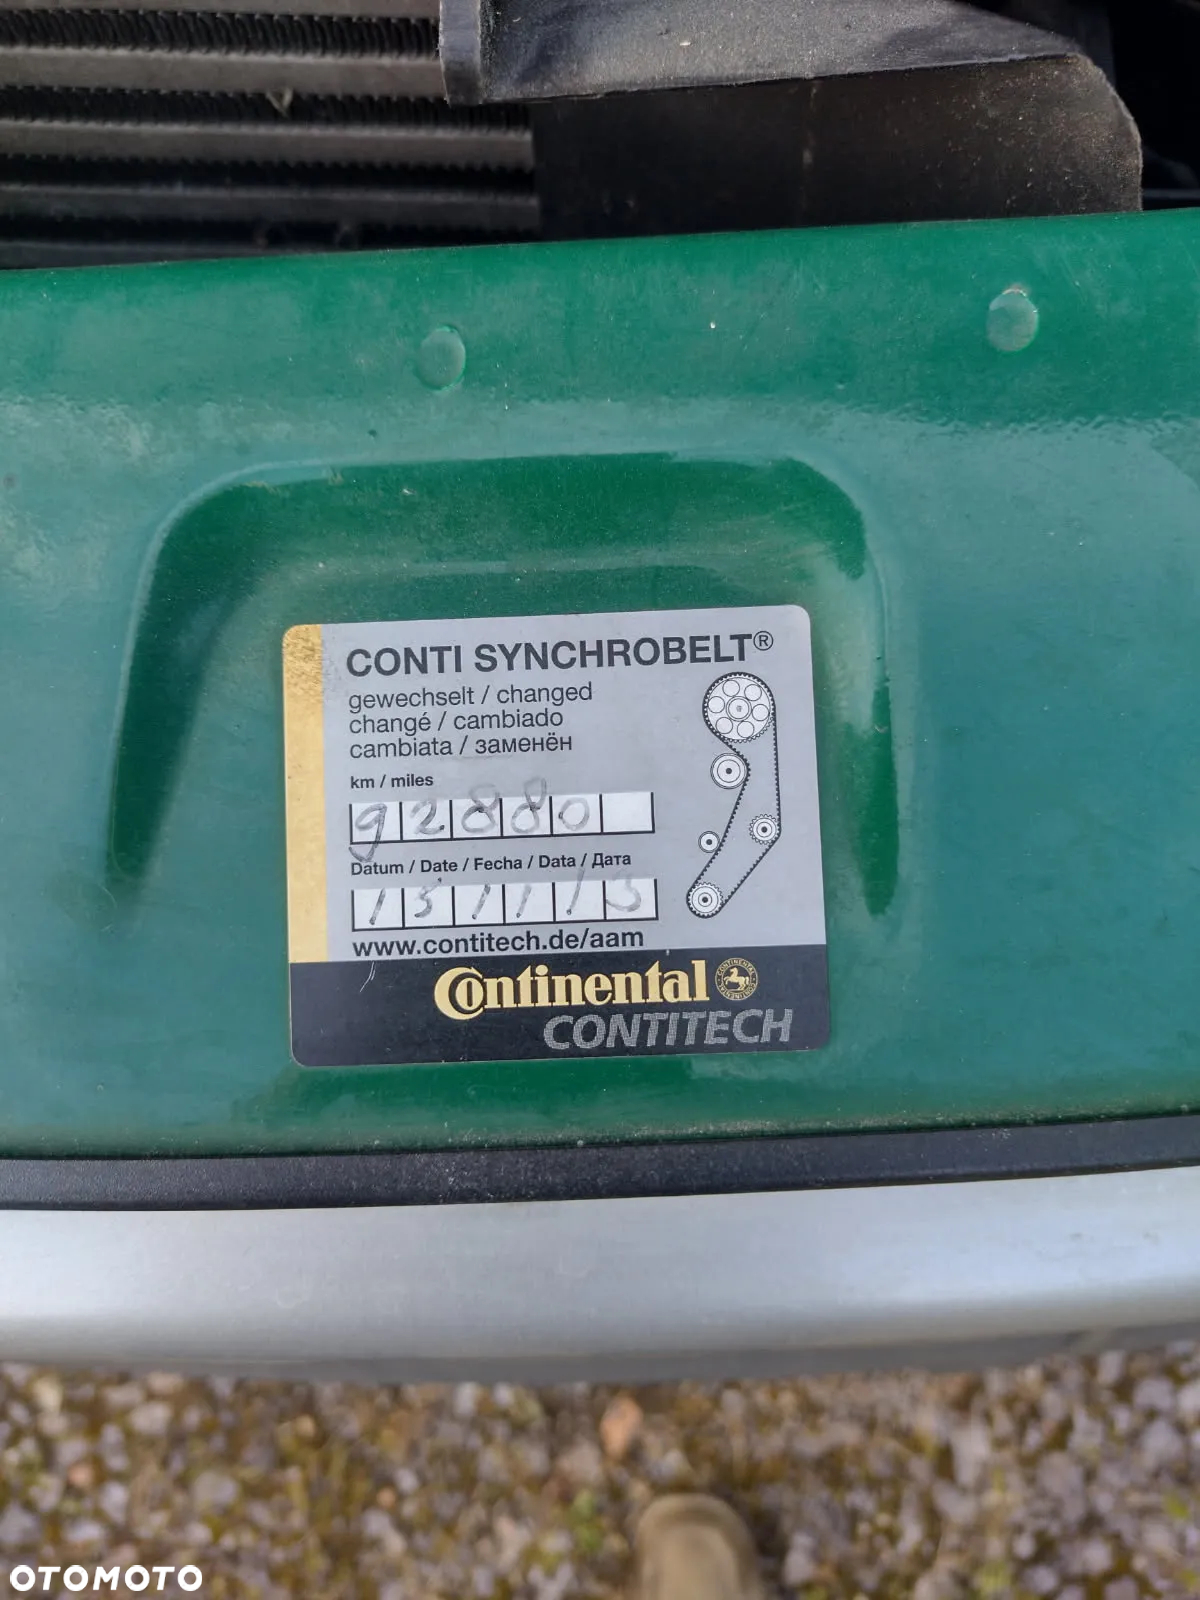 CONTI SYNCHROBELT®
gewechselt / changed
changé / cambiado
cambiata / заменён
km / miles
92880
Datum / Date / Fecha / Data / Дата
131113
www.contitech.de/aam
Continental
CONTITECH
OTOMOTO